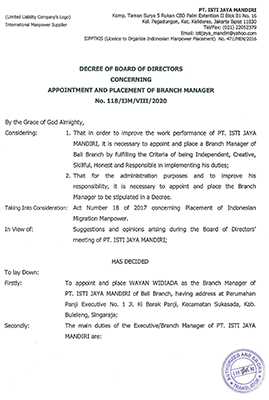 PT. ISTI JAYA MANDIRI
(Limited Liability Company's Logo)
Komp. Taman Surya 5 Rukan CBD Palm Extention II Blok B1 No. 16
International Manpower Supplier
Kel. Pegadungan, Kec. Kalideres, Jakarta Barat 11830
Telp/Fax: (021) 22052379
Email: istijaya_mandiri@yahoo.com
SIPPTKIS (Licence to Organize Indonesian Manpower Placement) No. 471/MEN/2016
DECREE OF BOARD OF DIRECTORS
CONCERNING
APPOINTMENT AND PLACEMENT OF BRANCH MANAGER
No. 118/IJM/VIII/2020
By the Grace of God Almighty,
Considering: 1. That in order to improve the work performance of PT. ISTI JAYA
MANDIRI, it is necessary to appoint and place a Branch Manager of
Bali Branch by fulfilling the Criteria of being Independent, Creative,
Skilful, Honest and Responsible in implementing his duties;
2. That for the administration purposes and to improve his
responsibility, it is necessary to appoint and place the Branch
Manager to be stipulated in a Decree.
Taking Into Consideration: Act Number 18 of 2017 concerning Placement of Indonesian
Migration Manpower.
In View of: Suggestions and opinions arising during the Board of Directors'
meeting of PT. ISTI JAYA MANDIRI;
HAS DECIDED
To lay Down:
Firstly: To appoint and place WAYAN WIDIADA as the Branch Manager of
PT. ISTI JAYA MANDIRI of Bali Branch, having address at Perumahan
Panji Executive No. 1 Jl. Ki Barak Panji, Kecamatan Sukasada, Kab.
Buleleng, Singaraja;
Secondly: The main duties of the Executive/Branch Manager of PT. ISTI JAYA
MANDIRI are: